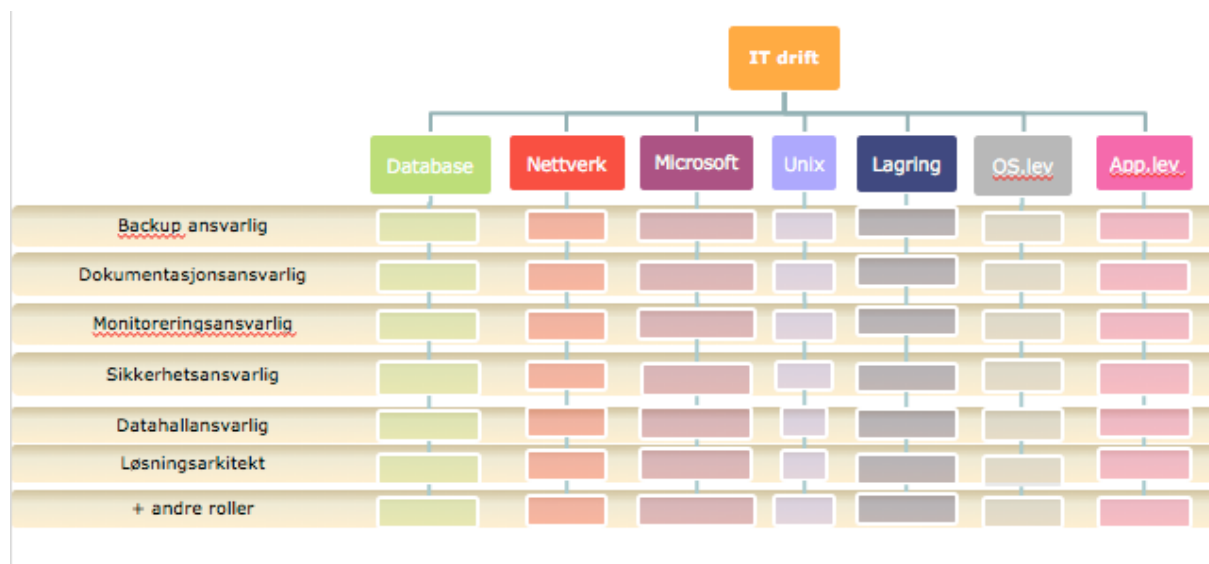 IT drift
Database
Nettverk
Microsoft
Unix
Lagring
OS.lev
App.lev
Backup ansvarlig
Dokumentasjonsansvarlig
Monitoreringsansvarlig
Sikkerhetsansvarlig
Datahallansvarlig
Løsningsarkitekt
+ andre roller